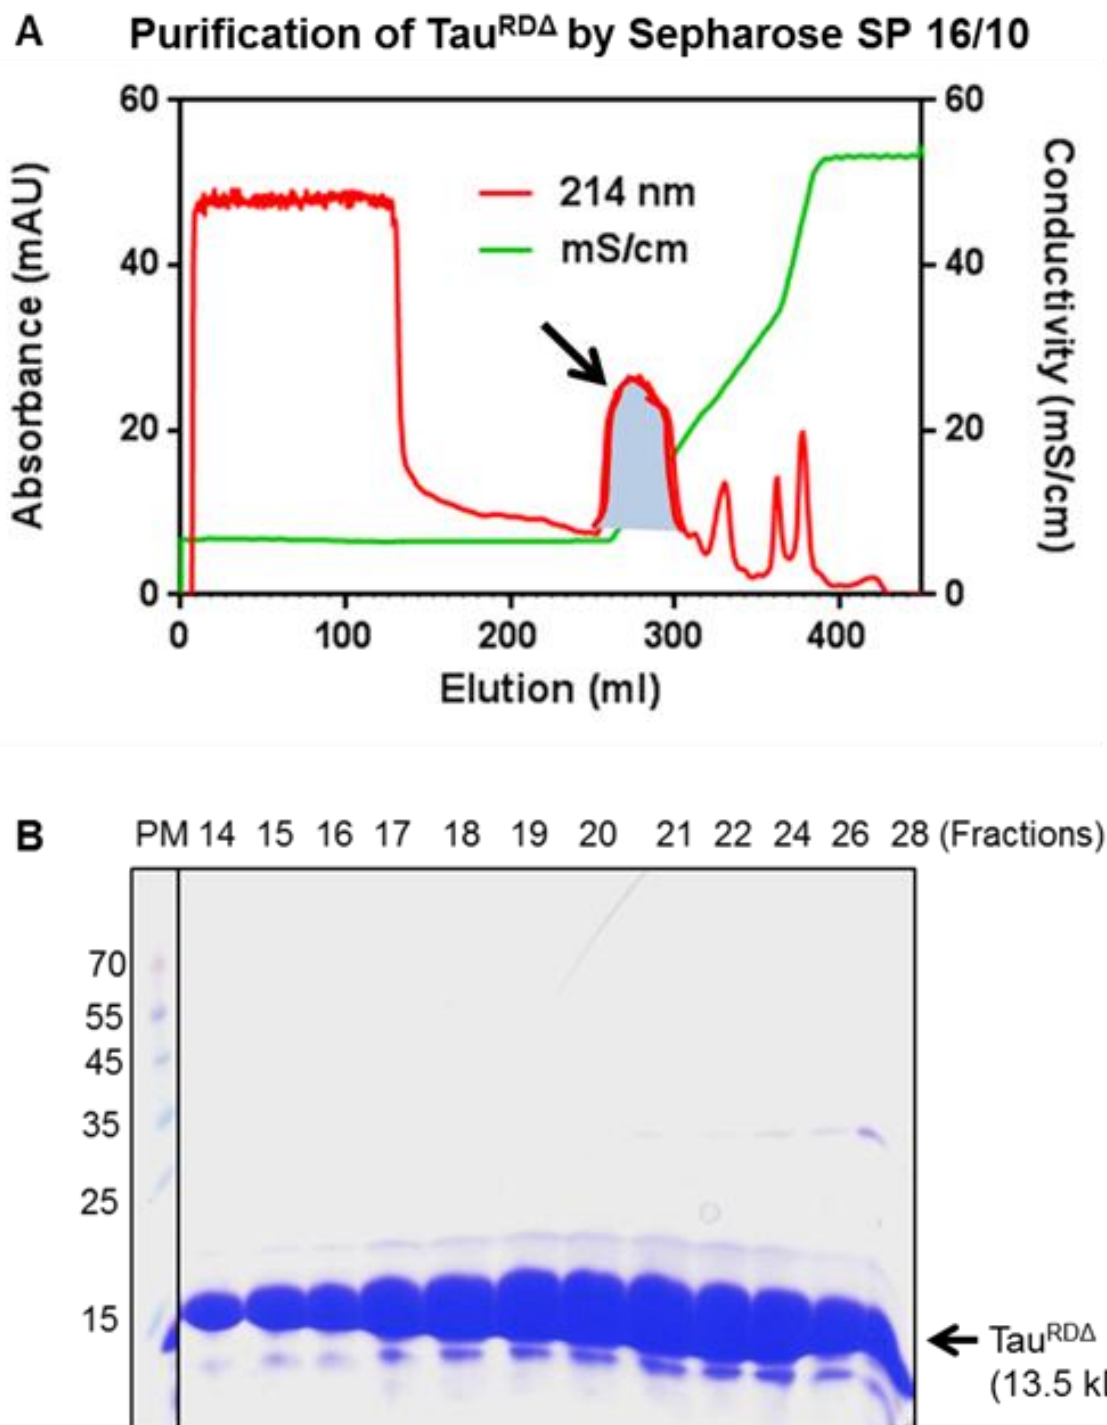 A Purification of Tau^RDΔ by Sepharose SP 16/10
60 60
214 nm
mS/cm
40 40
20 20
0 0
Absorbance (mAU)
Conductivity (mS/cm)
0 100 200 300 400
Elution (ml)
B PM 14 15 16 17 18 19 20 21 22 24 26 28 (Fractions)
70
55
45
35
25
15
Tau^RDΔ
(13.5 k